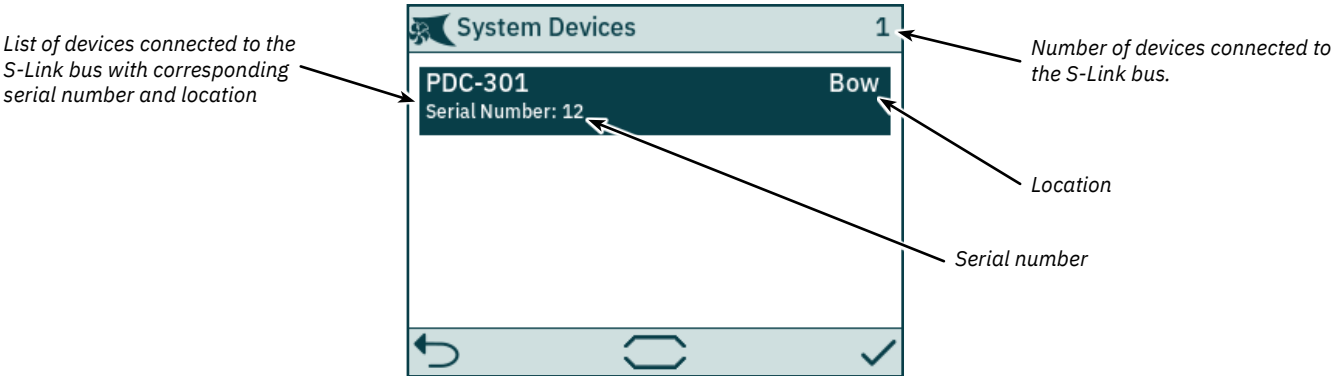 List of devices connected to the
S-Link bus with corresponding
serial number and location
System Devices 1
PDC-301 Bow
Serial Number: 12
Number of devices connected to
the S-Link bus.
Location
Serial number